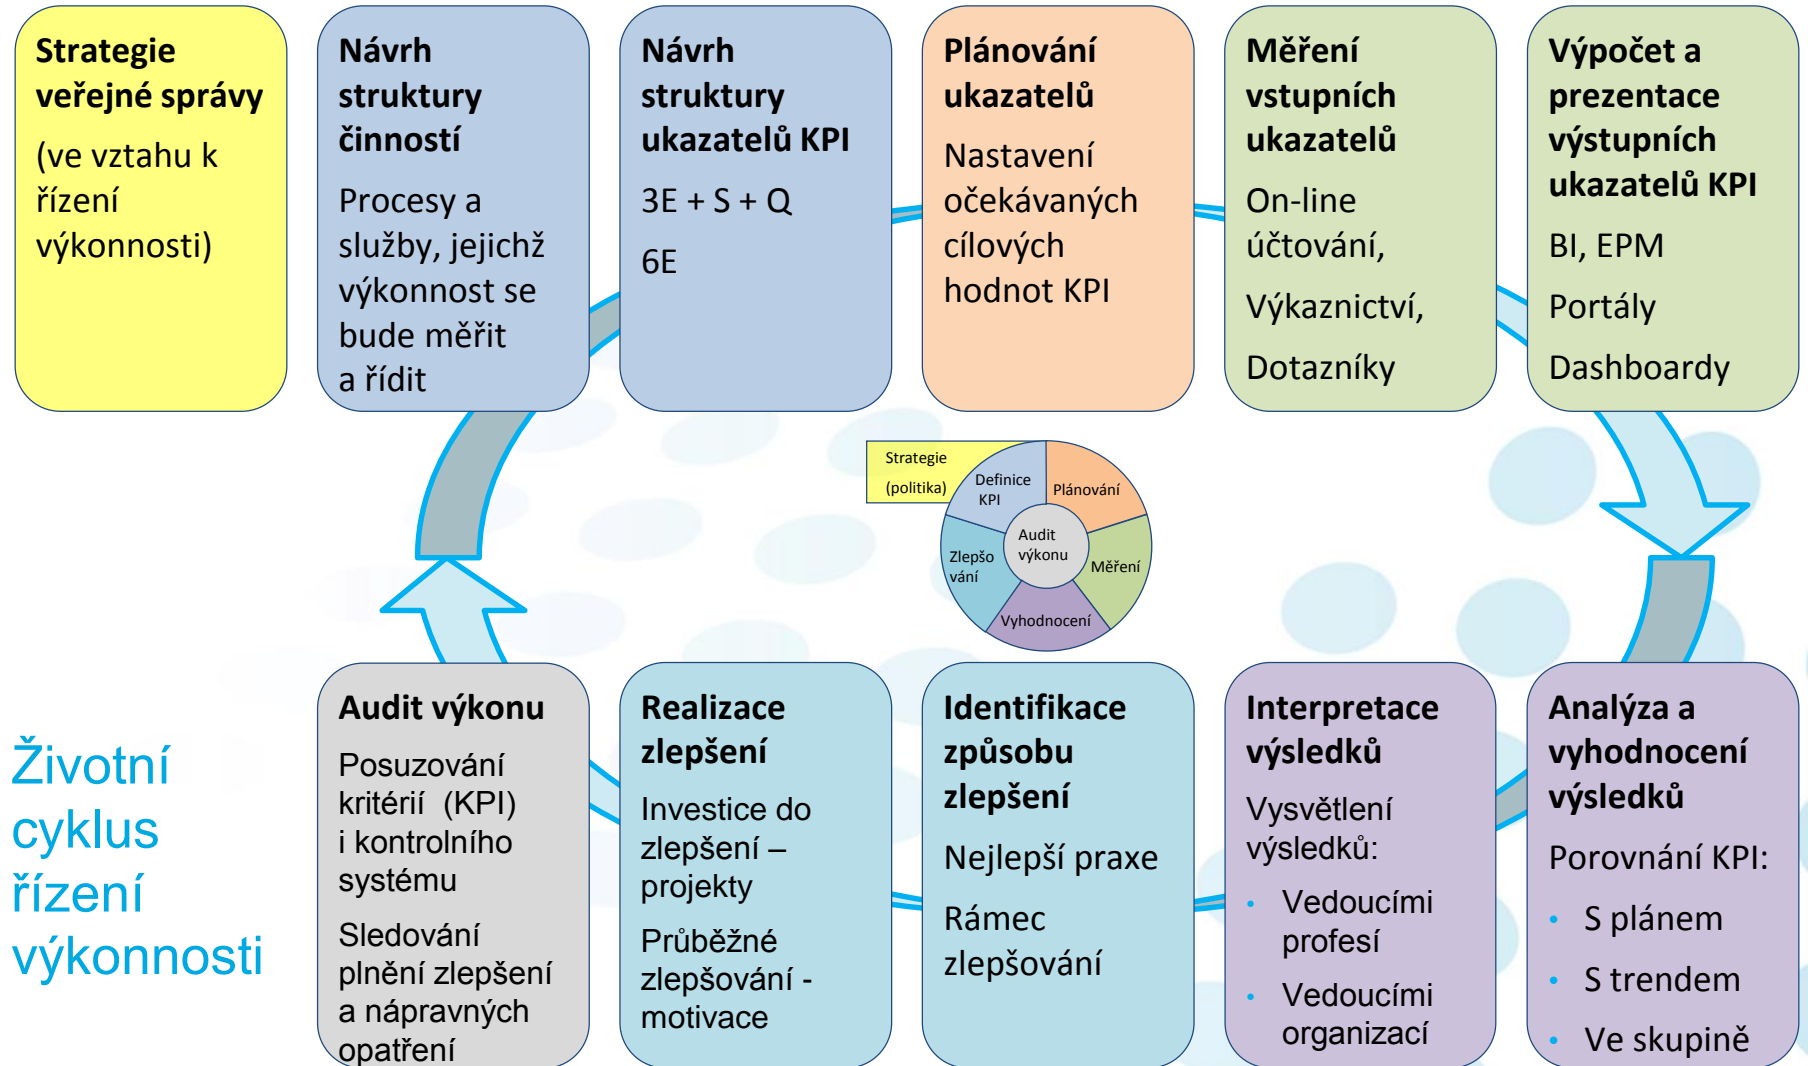 Strategie
veřejné správy
(ve vztahu k
řízení
výkonnosti)
Návrh
struktury
činností
Procesy a
služby, jejichž
výkonnost se
bude měřit
a řídit
Návrh
struktury
ukazatelů KPI
3E + S + Q
6E
Plánování
ukazatelů
Nastavení
očekávaných
cílových
hodnot KPI
Měření
vstupních
ukazatelů
On-line
účtování,
Výkaznictví,
Dotazníky
Výpočet a
prezentace
výstupních
ukazatelů KPI
BI, EPM
Portály
Dashboardy
Strategie
(politika)
Definice
KPI
Plánování
Audit
výkonu
Zlepšo
vání
Měření
Vyhodnocení
Životní
cyklus
řízení
výkonnosti
Audit výkonu
Posuzování
kritérií (KPI)
i kontrolního
systému
Sledování
plnění zlepšení
a nápravných
opatření
Realizace
zlepšení
Investice do
zlepšení –
projekty
Průběžné
zlepšování -
motivace
Identifikace
způsobu
zlepšení
Nejlepší praxe
Rámec
zlepšování
Interpretace
výsledků
Vysvětlení
výsledků:
• Vedoucími
profesí
• Vedoucími
organizací
Analýza a
vyhodnocení
výsledků
Porovnání KPI:
• S plánem
• S trendem
• Ve skupině